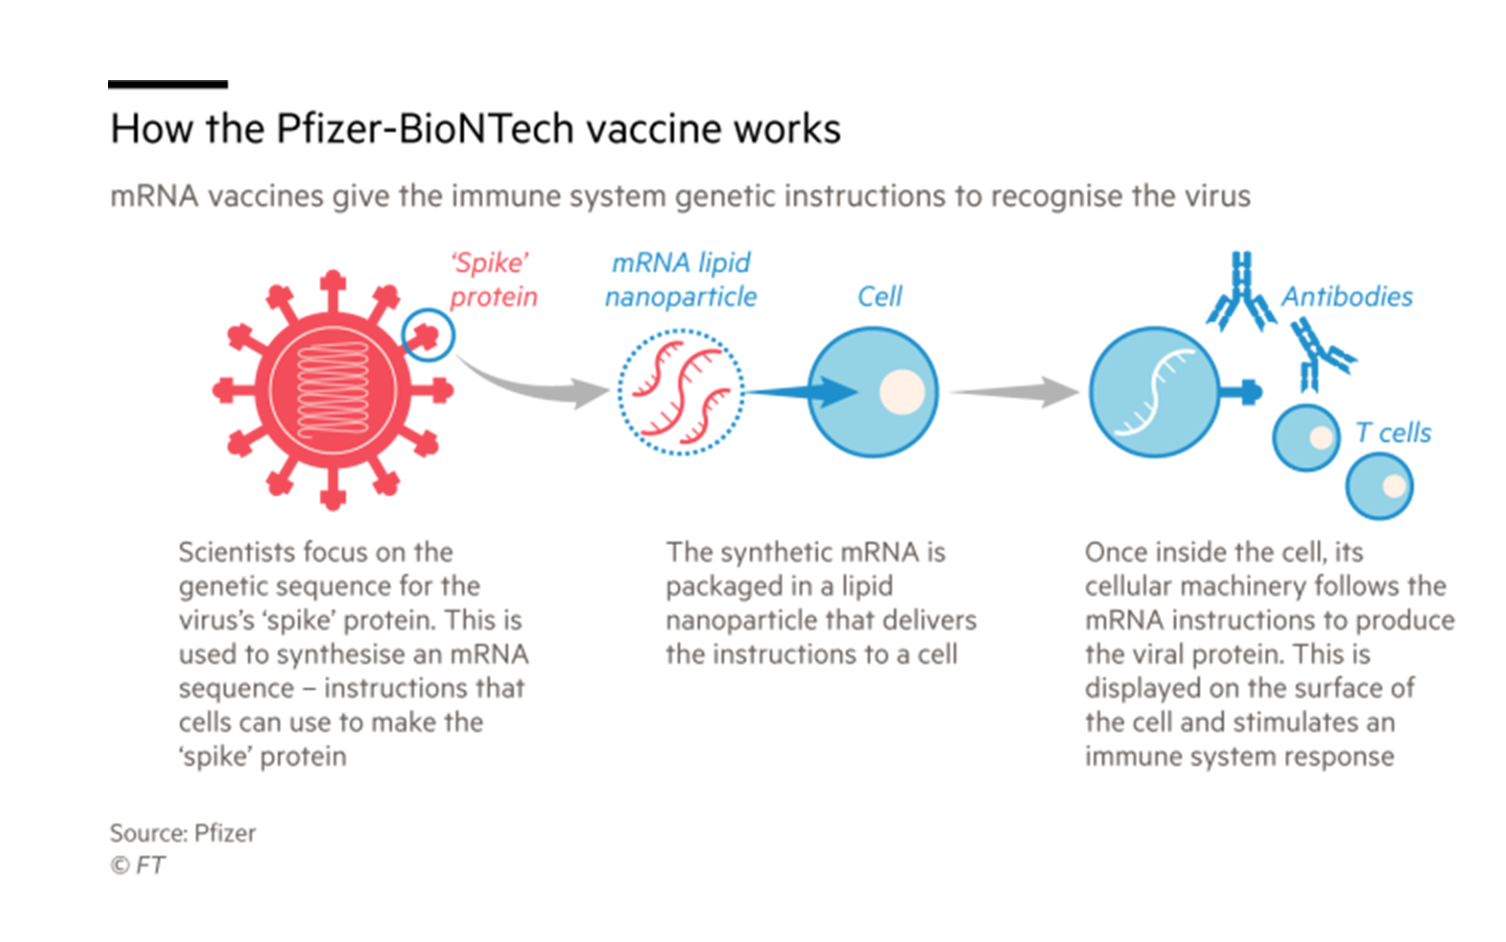 How the Pfizer-BioNTech vaccine works
mRNA vaccines give the immune system genetic instructions to recognise the virus
‘Spike’
protein
mRNA lipid
nanoparticle
Cell
Antibodies
T cells
Scientists focus on the
genetic sequence for the
virus’s ‘spike’ protein. This is
used to synthesise an mRNA
sequence – instructions that
cells can use to make the
‘spike’ protein
The synthetic mRNA is
packaged in a lipid
nanoparticle that delivers
the instructions to a cell
Once inside the cell, its
cellular machinery follows the
mRNA instructions to produce
the viral protein. This is
displayed on the surface of
the cell and stimulates an
immune system response
Source: Pfizer
© FT